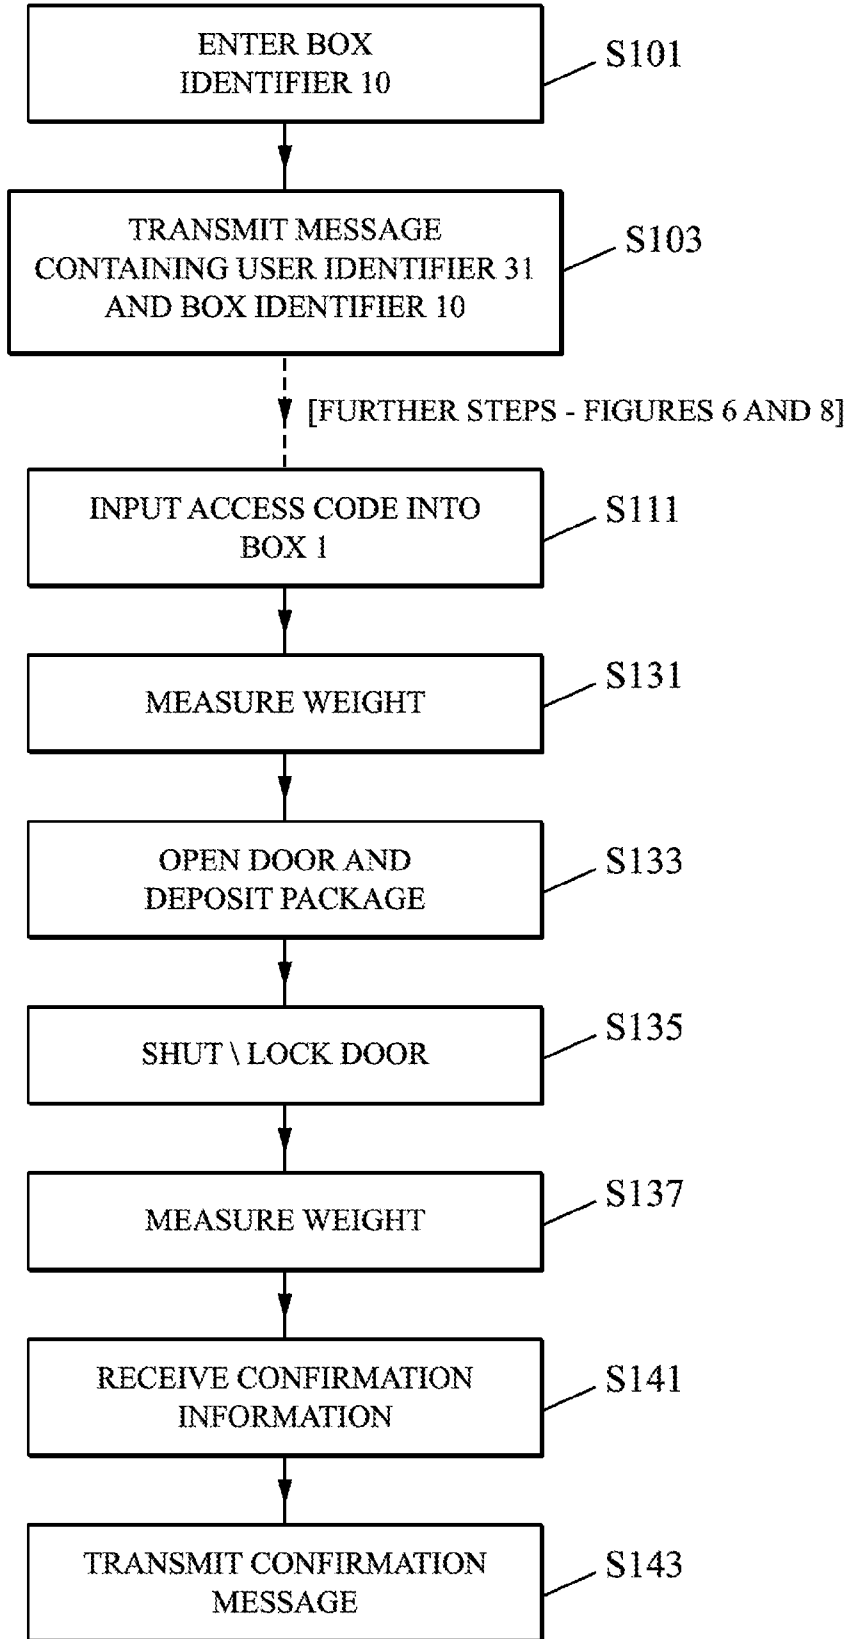 ENTER BOX
IDENTIFIER 10
S101
TRANSMIT MESSAGE
CONTAINING USER IDENTIFIER 31
AND BOX IDENTIFIER 10
S103
[FURTHER STEPS - FIGURES 6 AND 8]
INPUT ACCESS CODE INTO
BOX 1
S111
MEASURE WEIGHT
S131
OPEN DOOR AND
DEPOSIT PACKAGE
S133
SHUT \ LOCK DOOR
S135
MEASURE WEIGHT
S137
RECEIVE CONFIRMATION
INFORMATION
S141
TRANSMIT CONFIRMATION
MESSAGE
S143